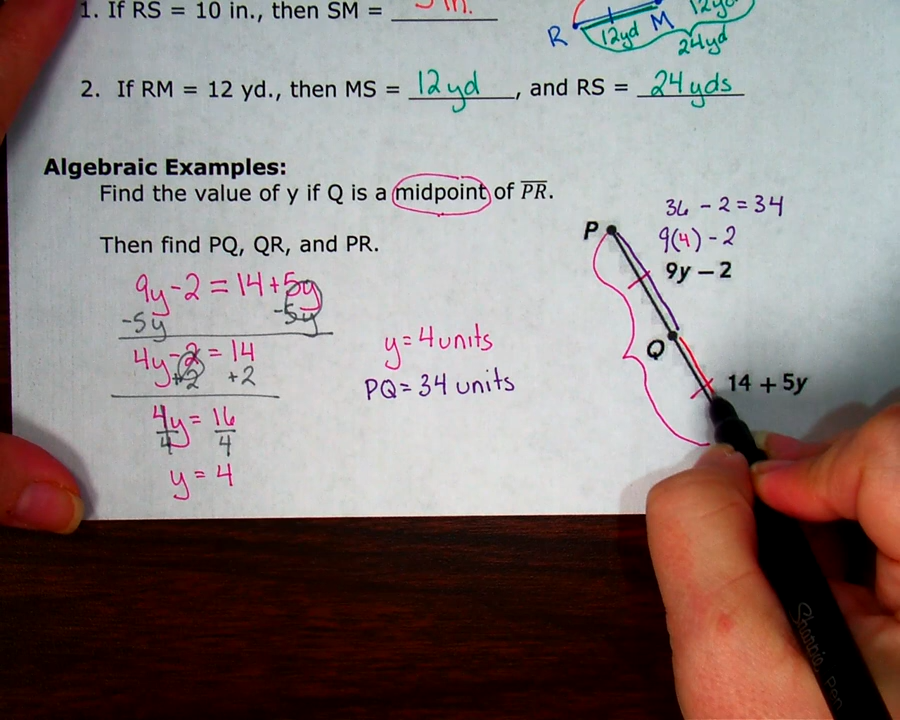 1. If RS = 10 in., then SM = in.
R 12yd M 12yd
24yd
2. If RM = 12 yd., then MS = 12yd, and RS = 24yds
Algebraic Examples:
Find the value of y if Q is a midpoint of PR.
Then find PQ, QR, and PR.
9y - 2 = 14 + 5y
-5y -5y
4y - 2 = 14
+2 +2
4y = 16
4 4
y = 4
y = 4 units
PQ = 34 units
36 - 2 = 34
9(4) - 2
P
9y – 2
Q
14 + 5y
Sharpie